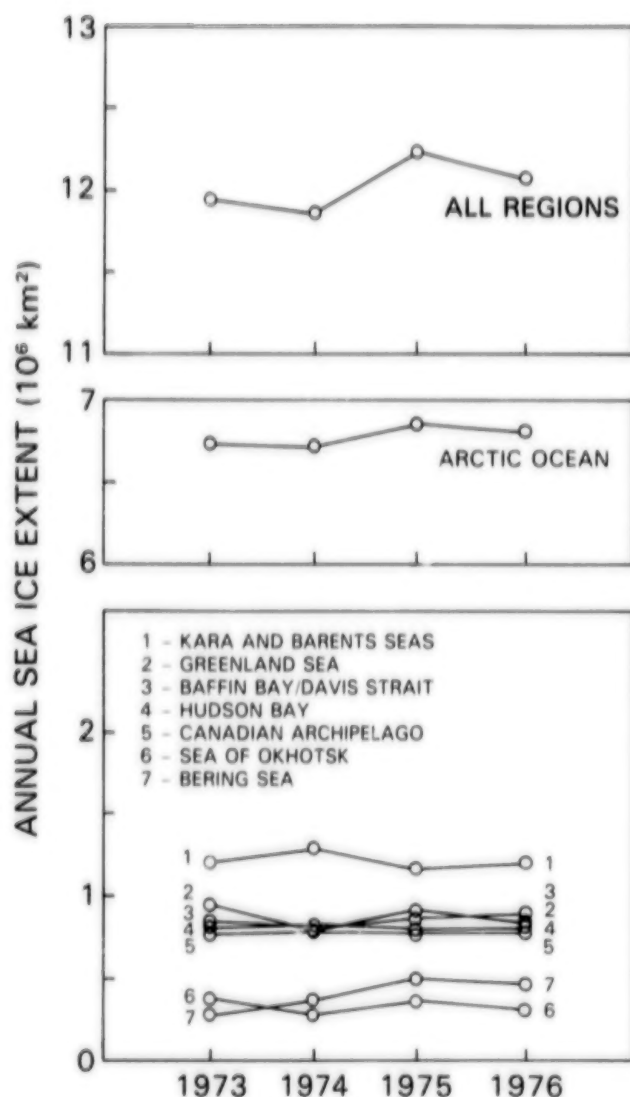 ANNUAL SEA ICE EXTENT (10⁶ km²)
13
12
11
ALL REGIONS
7
6
ARCTIC OCEAN
1 - KARA AND BARENTS SEAS
2 - GREENLAND SEA
3 - BAFFIN BAY/DAVIS STRAIT
4 - HUDSON BAY
5 - CANADIAN ARCHIPELAGO
6 - SEA OF OKHOTSK
7 - BERING SEA
2
1
0
1
2
3
4
5
6
7
1
3
2
4
5
7
6
1973 1974 1975 1976